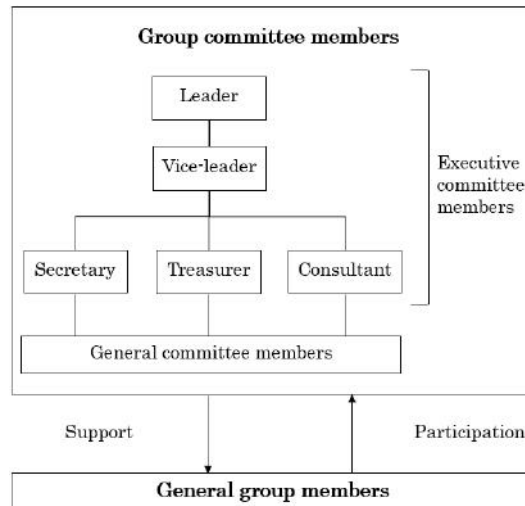 Group committee members
Leader
Vice-leader
Executive
committee
members
Secretary
Treasurer
Consultant
General committee members
Support
Participation
General group members